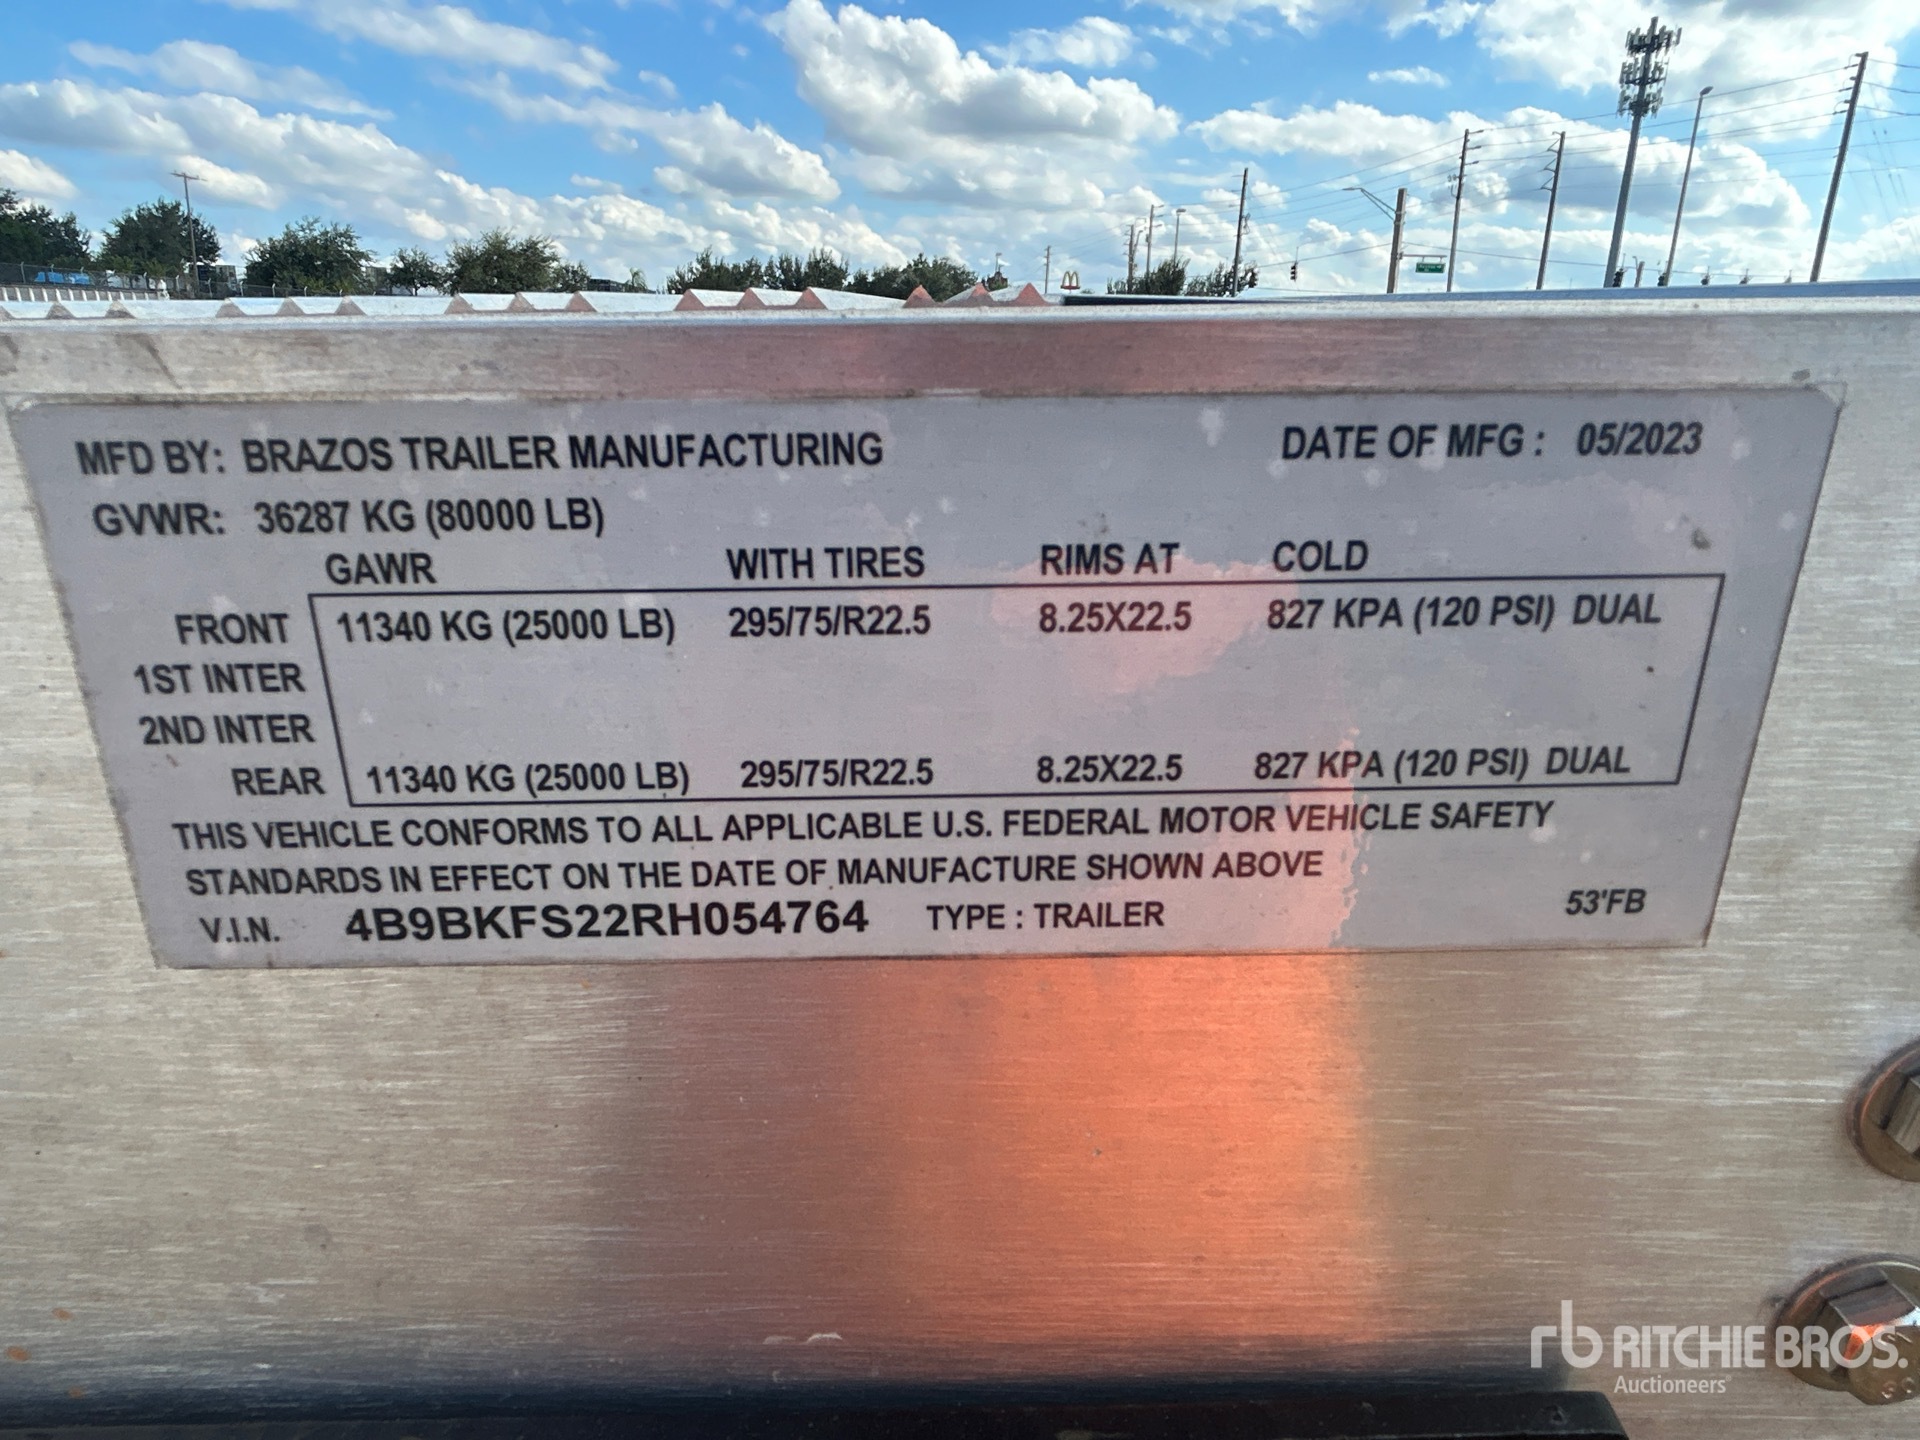 MFD BY: BRAZOS TRAILER MANUFACTURING DATE OF MFG : 05/2023
GVWR: 36287 KG (80000 LB)
GAWR WITH TIRES RIMS AT COLD
FRONT 11340 KG (25000 LB) 295/75/R22.5 8.25X22.5 827 KPA (120 PSI) DUAL
1ST INTER
2ND INTER
REAR 11340 KG (25000 LB) 295/75/R22.5 8.25X22.5 827 KPA (120 PSI) DUAL
THIS VEHICLE CONFORMS TO ALL APPLICABLE U.S. FEDERAL MOTOR VEHICLE SAFETY
STANDARDS IN EFFECT ON THE DATE OF MANUFACTURE SHOWN ABOVE
V.I.N. 4B9BKFS22RH054764 TYPE : TRAILER 53'FB
rb RITCHIE BROS.
Auctioneers